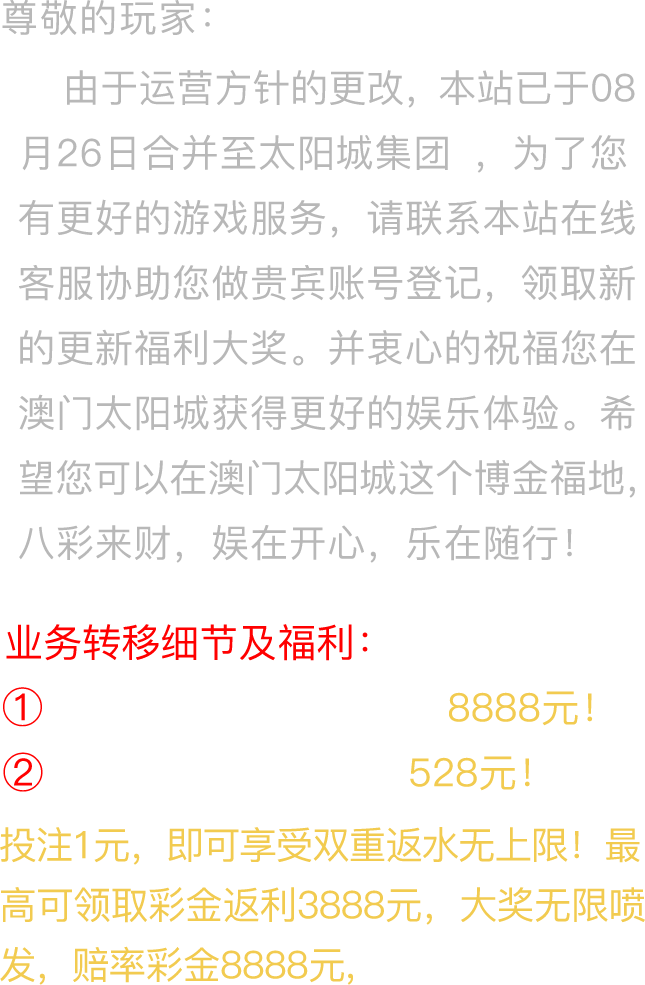 尊敬的玩家：
由于运营方针的更改，本站已于08
月26日合并至太阳城集团 ，为了您
有更好的游戏服务，请联系本站在线
客服协助您做贵宾账号登记，领取新
的更新福利大奖。并衷心的祝福您在
澳门太阳城获得更好的娱乐体验。希
望您可以在澳门太阳城这个博金福地，
八彩来财，娱在开心，乐在随行！
业务转移细节及福利：
① 8888元！
② 528元！
投注1元，即可享受双重返水无上限！最
高可领取彩金返利3888元，大奖无限喷
发，赔率彩金8888元，